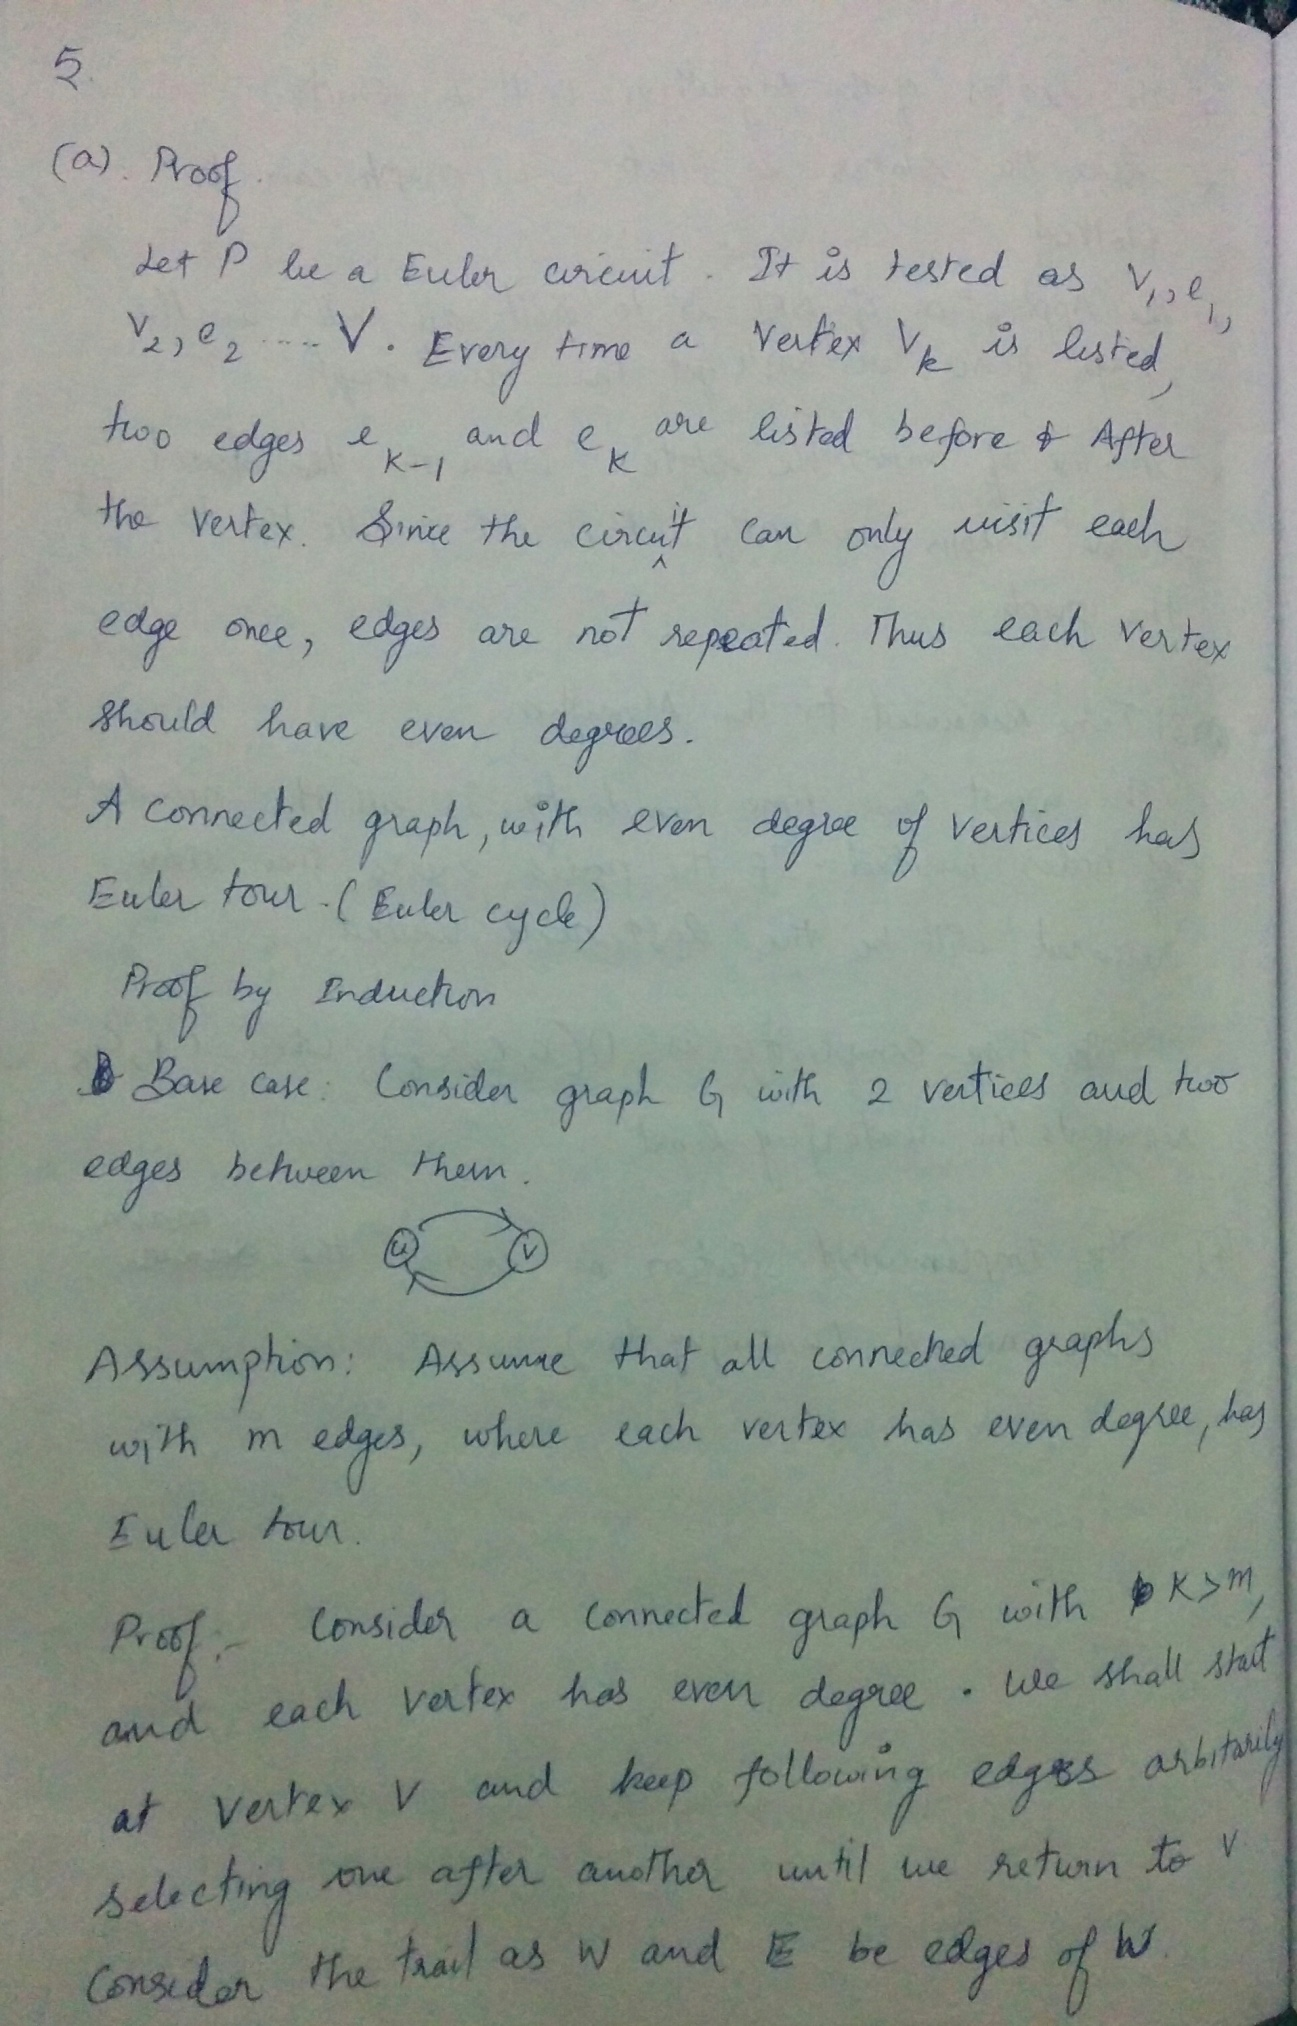 5.
(a). Proof.
Let P be a Euler circuit. It is tested as V1, e1,
V2, e2 ..... V. Every time a Vertex Vk is listed,
two edges eK-1 and eK are listed before & After
the vertex. Since the circuit can only visit each
edge once, edges are not repeated. Thus each vertex
should have even degrees.
A connected graph, with even degree of vertices has
Euler tour. (Euler cycle)
Proof by Induction
Base case: Consider graph G with 2 vertices and two
edges between them.
u v
Assumption: Assume that all connected graphs
with m edges, where each vertex has even degree, has
Euler tour.
Proof:- Consider a connected graph G with K>m,
and each vertex has even degree. We shall start
at vertex V and keep following edges arbitarily
selecting one after another until we return to V.
Consider the trail as W and E be edges of W.